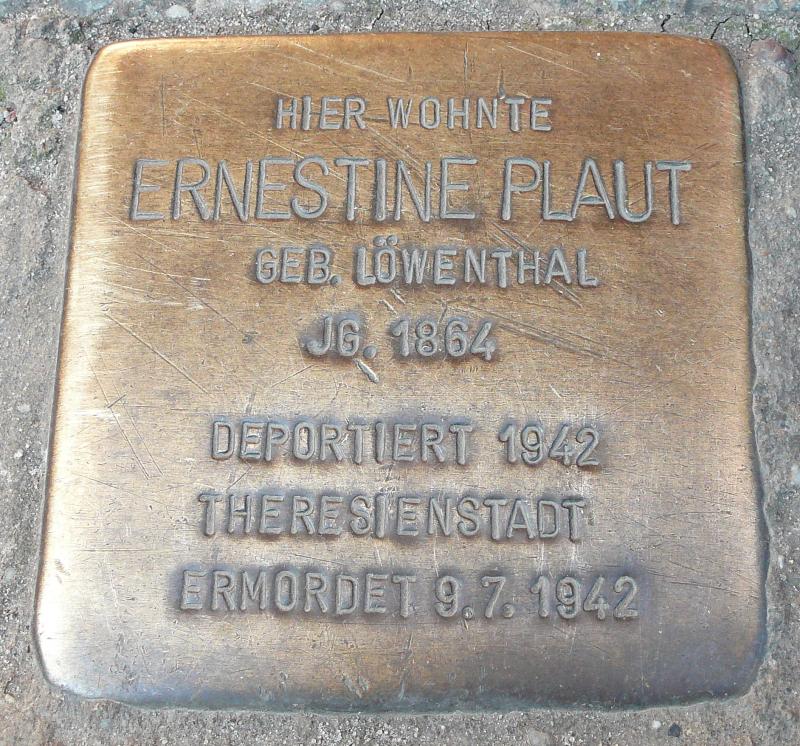 HIER WOHNTE
ERNESTINE PLAUT
GEB. LÖWENTHAL
JG. 1864
DEPORTIERT 1942
THERESIENSTADT
ERMORDET 9.7. 1942